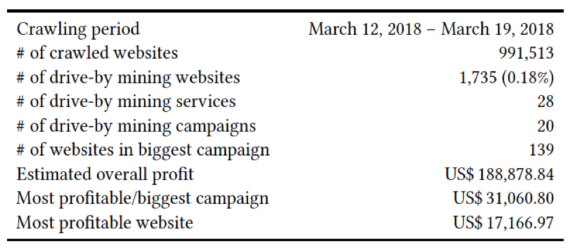 Crawling period March 12, 2018 – March 19, 2018
# of crawled websites 991,513
# of drive-by mining websites 1,735 (0.18%)
# of drive-by mining services 28
# of drive-by mining campaigns 20
# of websites in biggest campaign 139
Estimated overall profit US$ 188,878.84
Most profitable/biggest campaign US$ 31,060.80
Most profitable website US$ 17,166.97